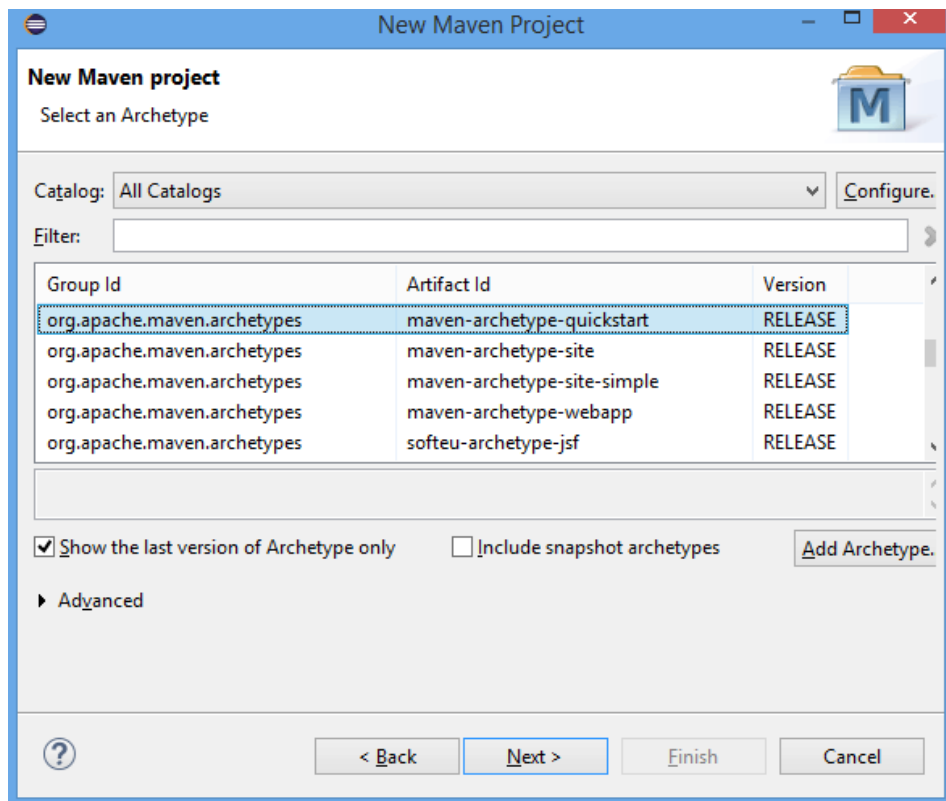 New Maven Project
New Maven project
Select an Archetype
M
Catalog: All Catalogs Configure..
Filter:
Group Id Artifact Id Version
org.apache.maven.archetypes maven-archetype-quickstart RELEASE
org.apache.maven.archetypes maven-archetype-site RELEASE
org.apache.maven.archetypes maven-archetype-site-simple RELEASE
org.apache.maven.archetypes maven-archetype-webapp RELEASE
org.apache.maven.archetypes softeu-archetype-jsf RELEASE
Show the last version of Archetype only Include snapshot archetypes Add Archetype..
Advanced
? < Back Next > Finish Cancel